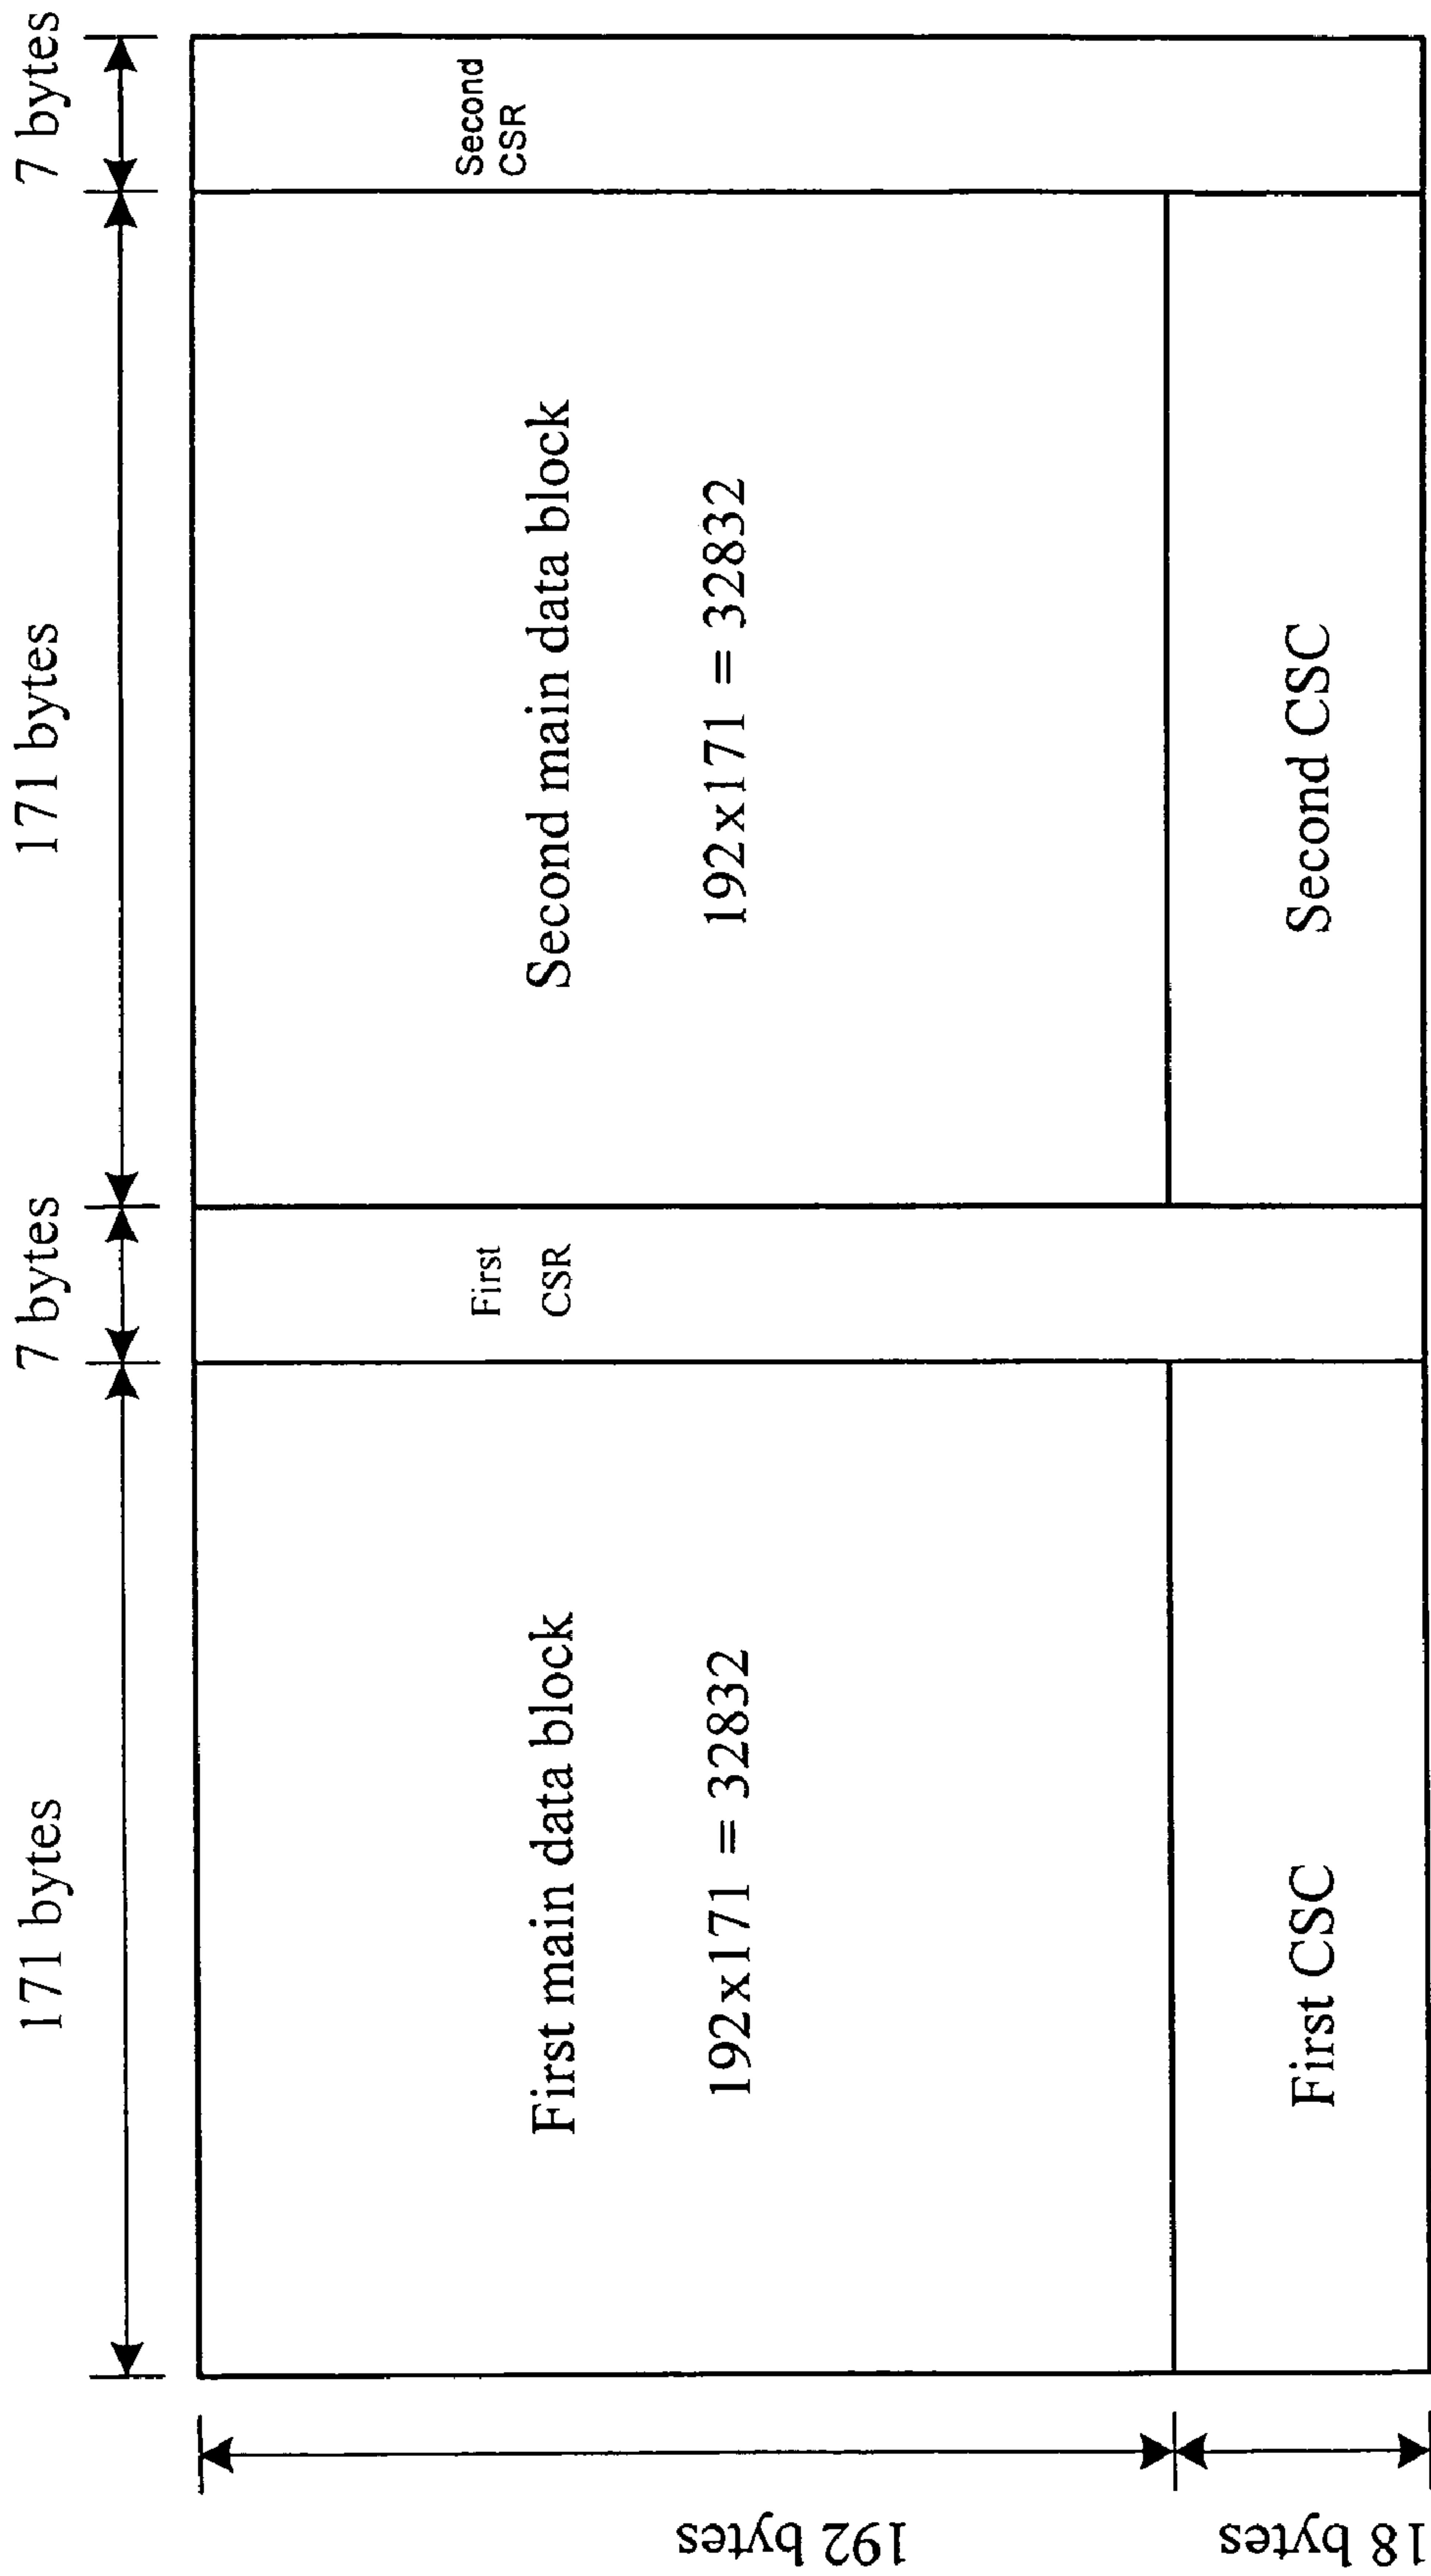 171 bytes
7 bytes
171 bytes
7 bytes
192 bytes
18 bytes
First main data block
192x171 = 32832
First
CSR
Second main data block
192x171 = 32832
Second
CSR
First CSC
Second CSC